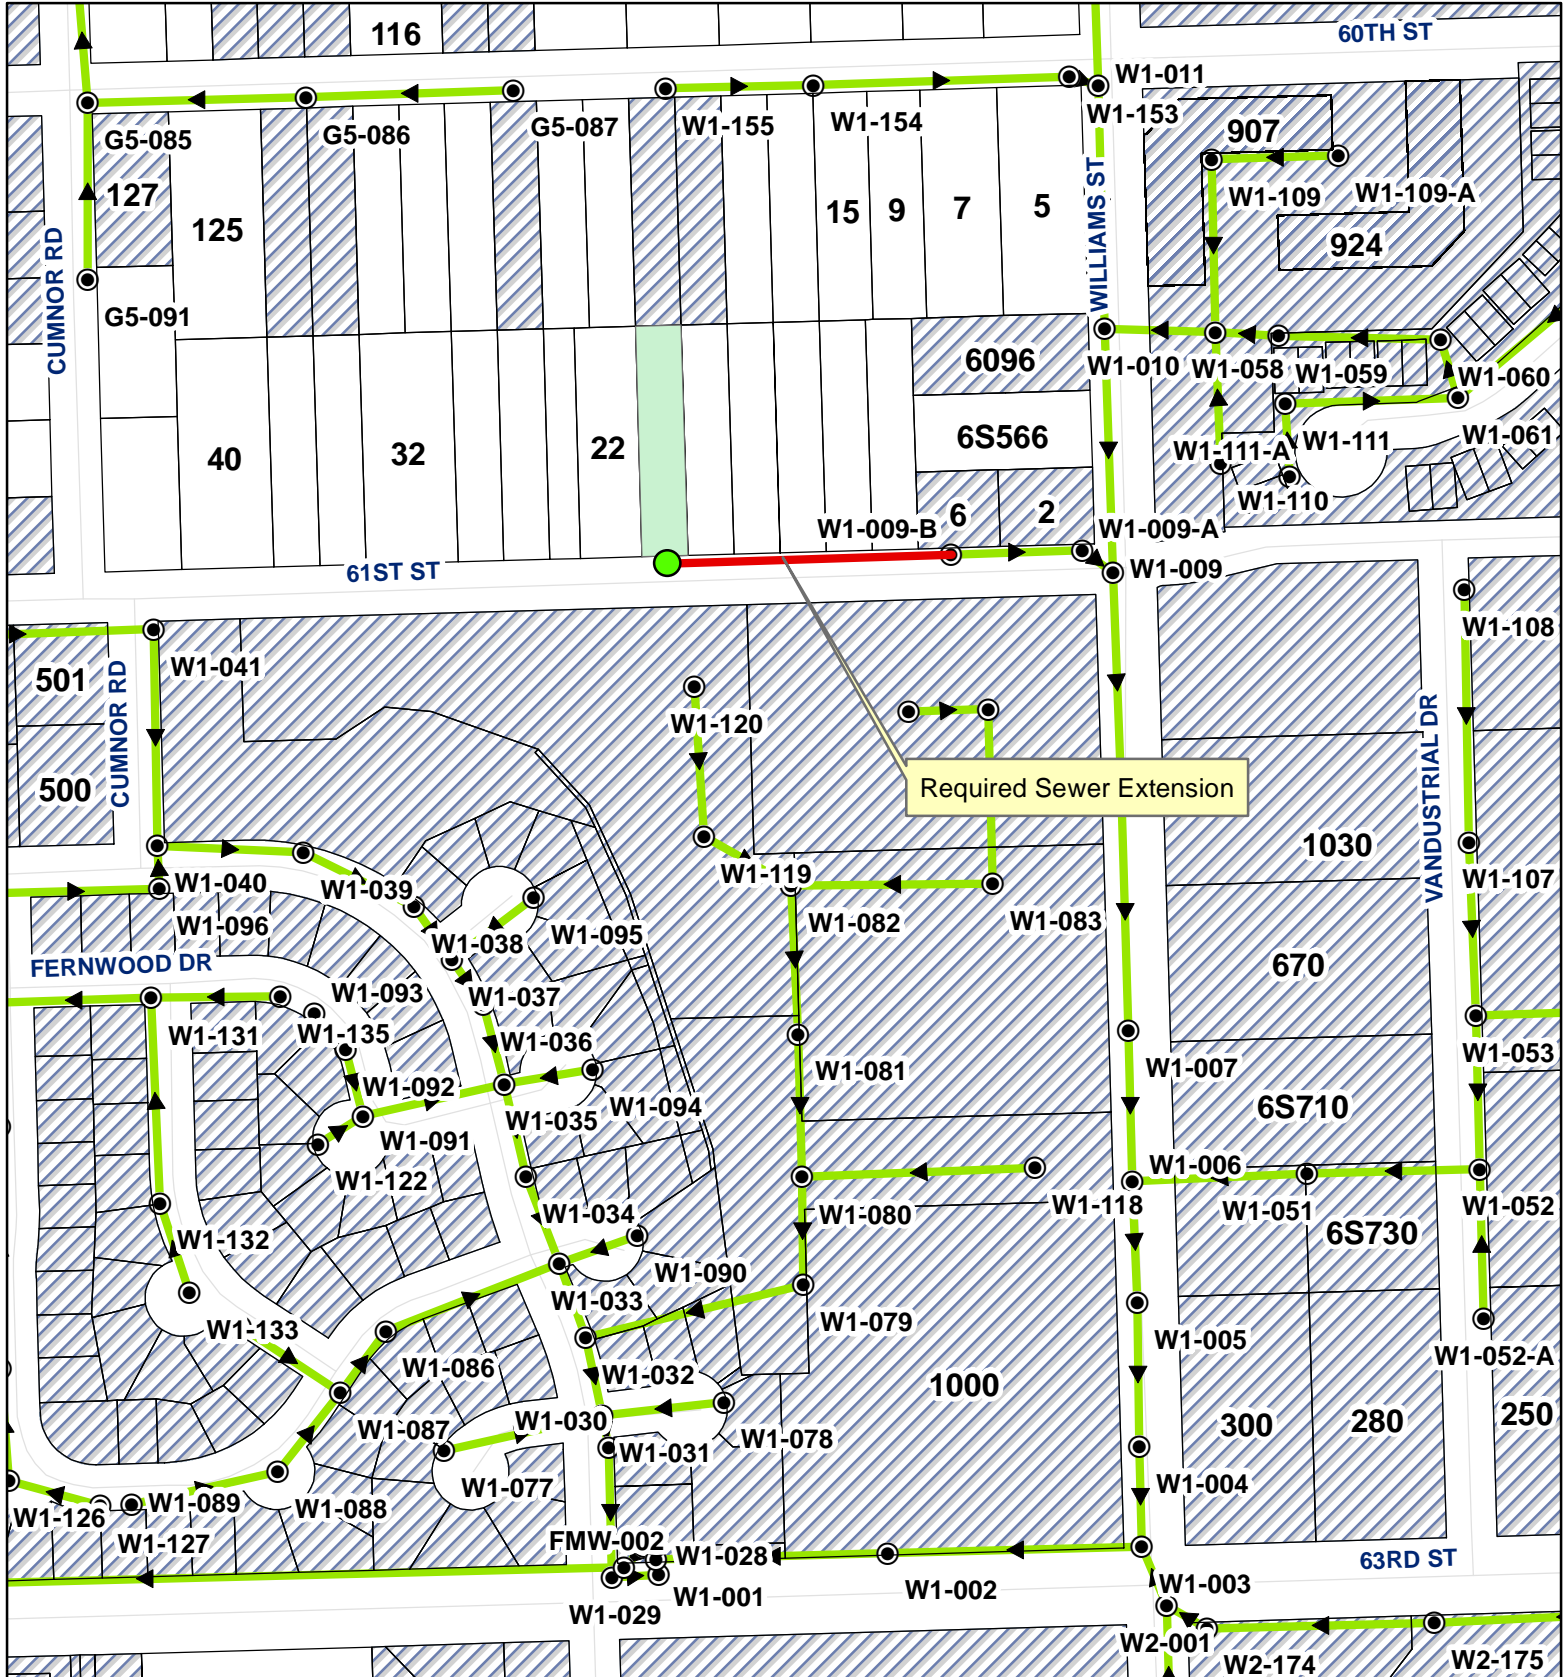 116
60TH ST
W1-011
W1-153
G5-085
G5-086
G5-087
W1-155
W1-154
907
127
125
15
9
7
5
WILLIAMS ST
W1-109
W1-109-A
924
CUMNOR RD
G5-091
6096
W1-010
W1-058
W1-059
W1-060
40
32
22
6S566
W1-111-A
W1-111
W1-061
W1-110
W1-009-B
6
2
W1-009-A
61ST ST
W1-009
W1-108
501
CUMNOR RD
W1-041
W1-120
VANDUSTRIAL DR
500
Required Sewer Extension
1030
W1-040
W1-039
W1-119
W1-107
W1-096
W1-038
W1-095
W1-082
W1-083
FERNWOOD DR
670
W1-093
W1-037
W1-131
W1-135
W1-036
W1-081
W1-007
W1-053
W1-092
W1-094
6S710
W1-091
W1-035
W1-122
W1-006
W1-034
W1-080
W1-118
W1-051
W1-052
W1-132
6S730
W1-090
W1-033
W1-133
W1-079
W1-005
W1-052-A
W1-086
W1-032
1000
W1-087
W1-030
W1-031
W1-078
300
280
250
W1-077
W1-004
W1-126
W1-089
W1-088
W1-127
FMW-002
W1-028
63RD ST
W1-029
W1-001
W1-002
W1-003
W2-001
W2-174
W2-175